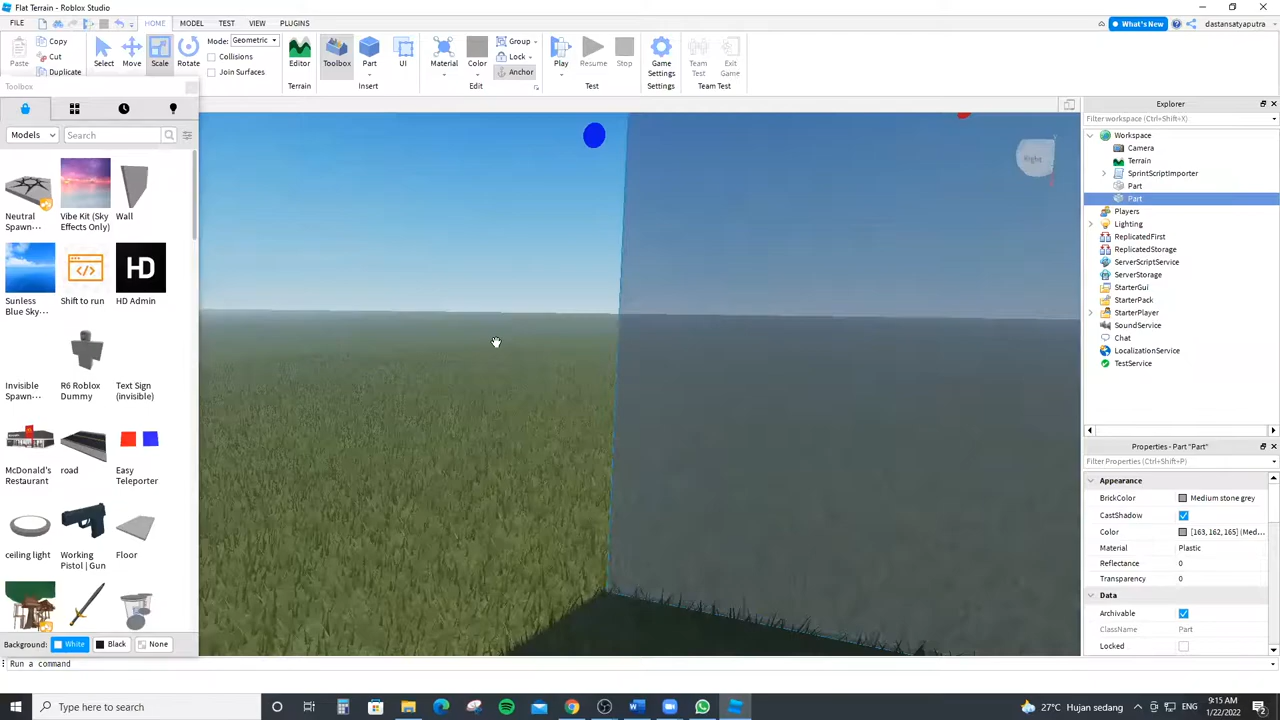 Flat Terrain - Roblox Studio
FILE HOME MODEL TEST VIEW PLUGINS What's New dastansatyaputra
Paste Copy Cut Duplicate Select Move Scale Rotate Mode: Geometric Collisions Join Surfaces Editor Toolbox Part UI Material Color Group Lock Anchor Play Resume Stop Game Settings Team Test Exit Game
Terrain Insert Edit Test Settings Team Test
Toolbox
Models Search
Neutral Spawn... Vibe Kit (Sky Effects Only) Wall
Sunless Blue Sky... Shift to run HD HD Admin
Invisible Spawn... R6 Roblox Dummy Text Sign (invisible)
McDonald's Restaurant road Easy Teleporter
ceiling light Working Pistol | Gun Floor
Background: White Black None
Run a command
Right
Explorer
Filter workspace (Ctrl+Shift+X)
Workspace
Camera
Terrain
SprintScriptImporter
Part
Part
Players
Lighting
ReplicatedFirst
ReplicatedStorage
ServerScriptService
ServerStorage
StarterGui
StarterPack
StarterPlayer
SoundService
Chat
LocalizationService
TestService
Properties - Part "Part"
Filter Properties (Ctrl+Shift+P)
Appearance
BrickColor Medium stone grey
CastShadow
Color [163, 162, 165] (Med...
Material Plastic
Reflectance 0
Transparency 0
Data
Archivable
ClassName Part
Locked
Type here to search
27°C Hujan sedang ENG 9:15 AM
1/22/2022 2